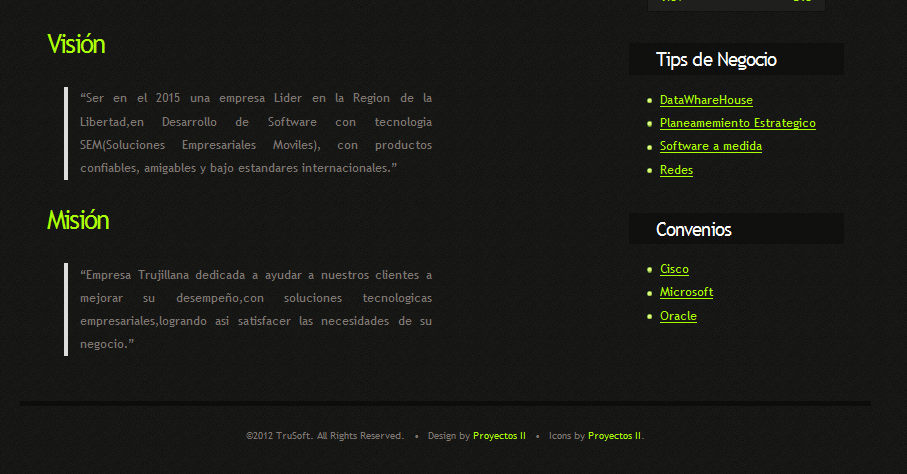 Visión
“Ser en el 2015 una empresa Lider en la Region de la
Libertad,en Desarrollo de Software con tecnologia
SEM(Soluciones Empresariales Moviles), con productos
confiables, amigables y bajo estandares internacionales.”
Misión
“Empresa Trujillana dedicada a ayudar a nuestros clientes a
mejorar su desempeño,con soluciones tecnologicas
empresariales,logrando asi satisfacer las necesidades de su
negocio.”
Tips de Negocio
DataWhareHouse
Planeamemiento Estrategico
Software a medida
Redes
Convenios
Cisco
Microsoft
Oracle
©2012 TruSoft. All Rights Reserved. • Design by Proyectos II • Icons by Proyectos II.